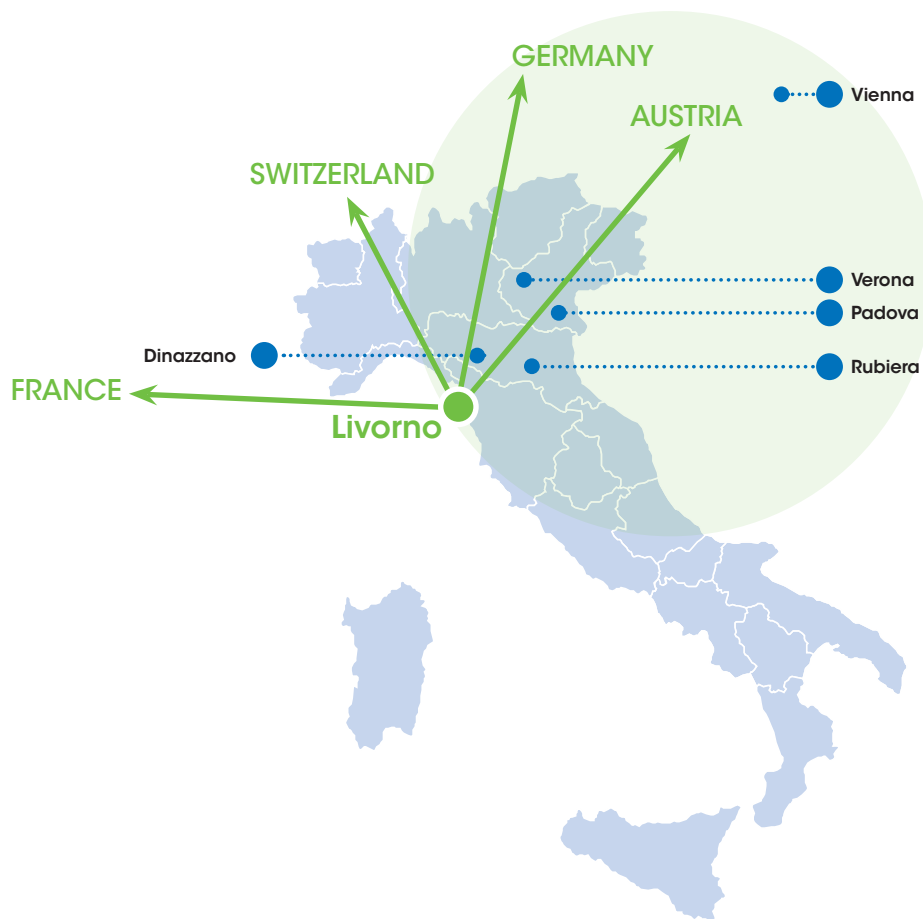 GERMANY
Vienna
AUSTRIA
SWITZERLAND
Verona
Padova
Dinazzano
Rubiera
FRANCE
Livorno